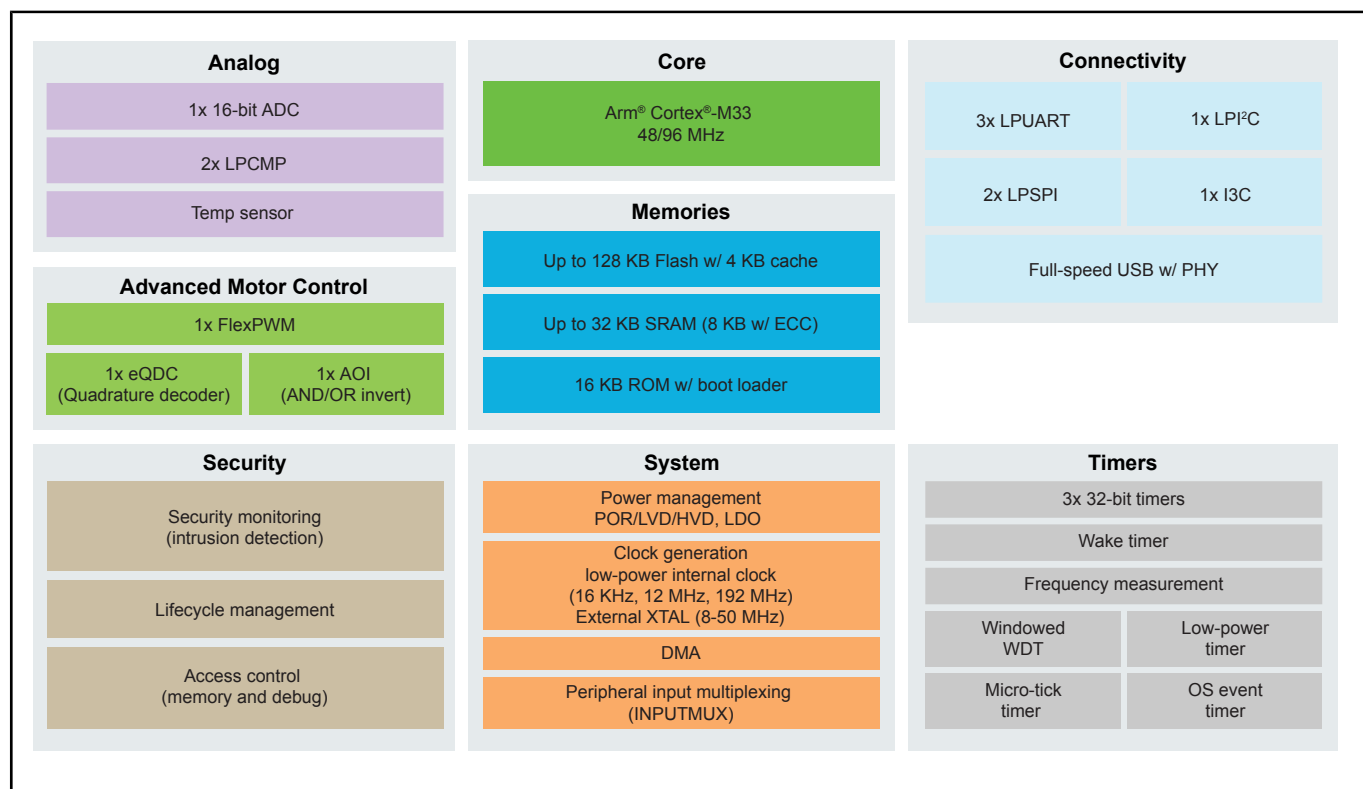 Analog
1x 16-bit ADC
2x LPCMP
Temp sensor
Advanced Motor Control
1x FlexPWM
1x eQDC
(Quadrature decoder)
1x AOI
(AND/OR invert)
Security
Security monitoring
(intrusion detection)
Lifecycle management
Access control
(memory and debug)
Core
Arm® Cortex®-M33
48/96 MHz
Memories
Up to 128 KB Flash w/ 4 KB cache
Up to 32 KB SRAM (8 KB w/ ECC)
16 KB ROM w/ boot loader
System
Power management
POR/LVD/HVD, LDO
Clock generation
low-power internal clock
(16 KHz, 12 MHz, 192 MHz)
External XTAL (8-50 MHz)
DMA
Peripheral input multiplexing
(INPUTMUX)
Connectivity
3x LPUART
1x LPI²C
2x LPSPI
1x I3C
Full-speed USB w/ PHY
Timers
3x 32-bit timers
Wake timer
Frequency measurement
Windowed
WDT
Low-power
timer
Micro-tick
timer
OS event
timer